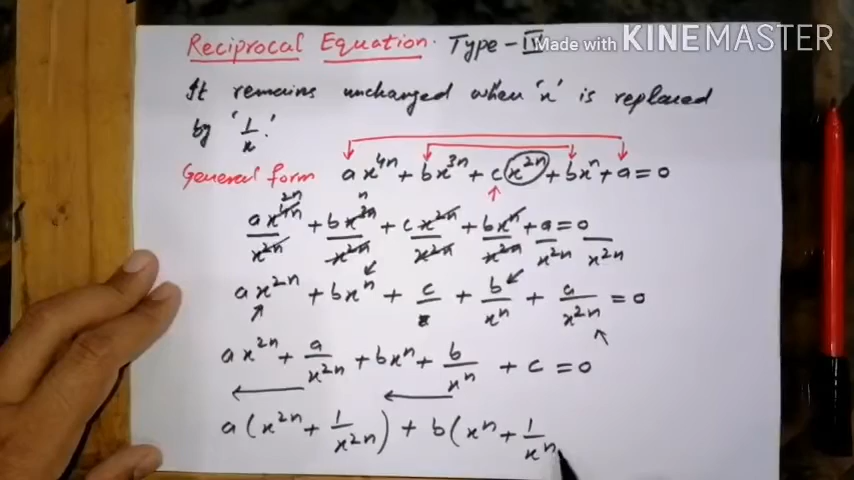 Reciprocal Equation. Type - IV
Made with KINEMASTER
It remains unchanged when 'x' is replaced
by '1/x'.
General form ax^4n + bx^3n + cx^2n + bx^n + a = 0
ax^4n/x^2n + bx^3n/x^2n + cx^2n/x^2n + bx^n/x^2n + a/x^2n = 0/x^2n
ax^2n + bx^n + c + b/x^n + a/x^2n = 0
ax^2n + a/x^2n + bx^n + b/x^n + c = 0
a(x^2n + 1/x^2n) + b(x^n + 1/x^n